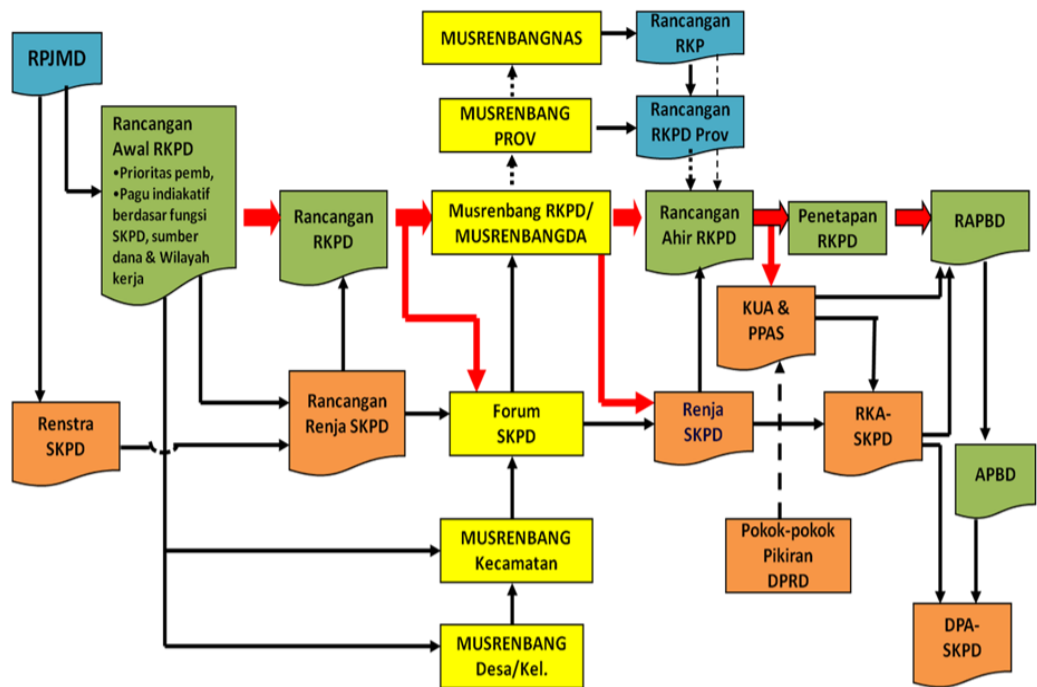 RPJMD
Rancangan
Awal RKPD
•Prioritas pemb,
•Pagu indiakatif
berdasar fungsi
SKPD, sumber
dana & Wilayah
kerja
Renstra
SKPD
Rancangan
RKPD
Rancangan
Renja SKPD
MUSRENBANGNAS
MUSRENBANG
PROV
Musrenbang RKPD/
MUSRENBANGDA
Forum
SKPD
MUSRENBANG
Kecamatan
MUSRENBANG
Desa/Kel.
Rancangan
RKP
Rancangan
RKPD Prov
Rancangan
Ahir RKPD
Renja
SKPD
Penetapan
RKPD
KUA &
PPAS
Pokok-pokok
Pikiran
DPRD
RKA-
SKPD
RAPBD
APBD
DPA-
SKPD